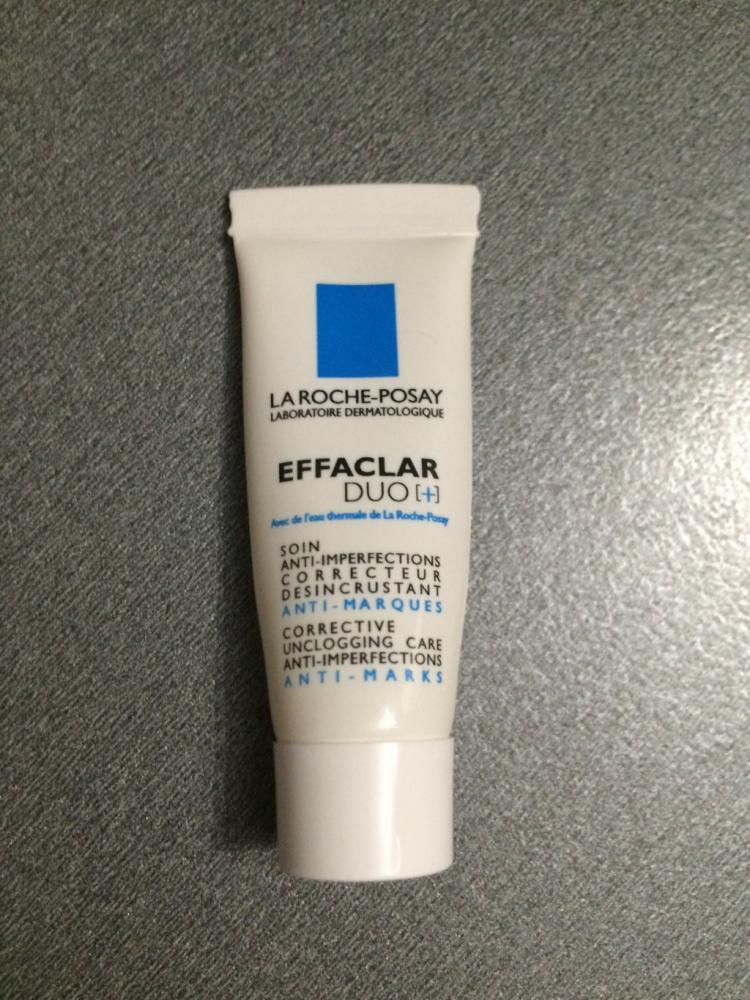 LA ROCHE-POSAY
LABORATOIRE DERMATOLOGIQUE
EFFACLAR
DUO [+]
Avec de l'eau thermale de La Roche-Posay
SOIN
ANTI-IMPERFECTIONS
CORRECTEUR
DESINCRUSTANT
ANTI-MARQUES
CORRECTIVE
UNCLOGGING CARE
ANTI-IMPERFECTIONS
ANTI-MARKS